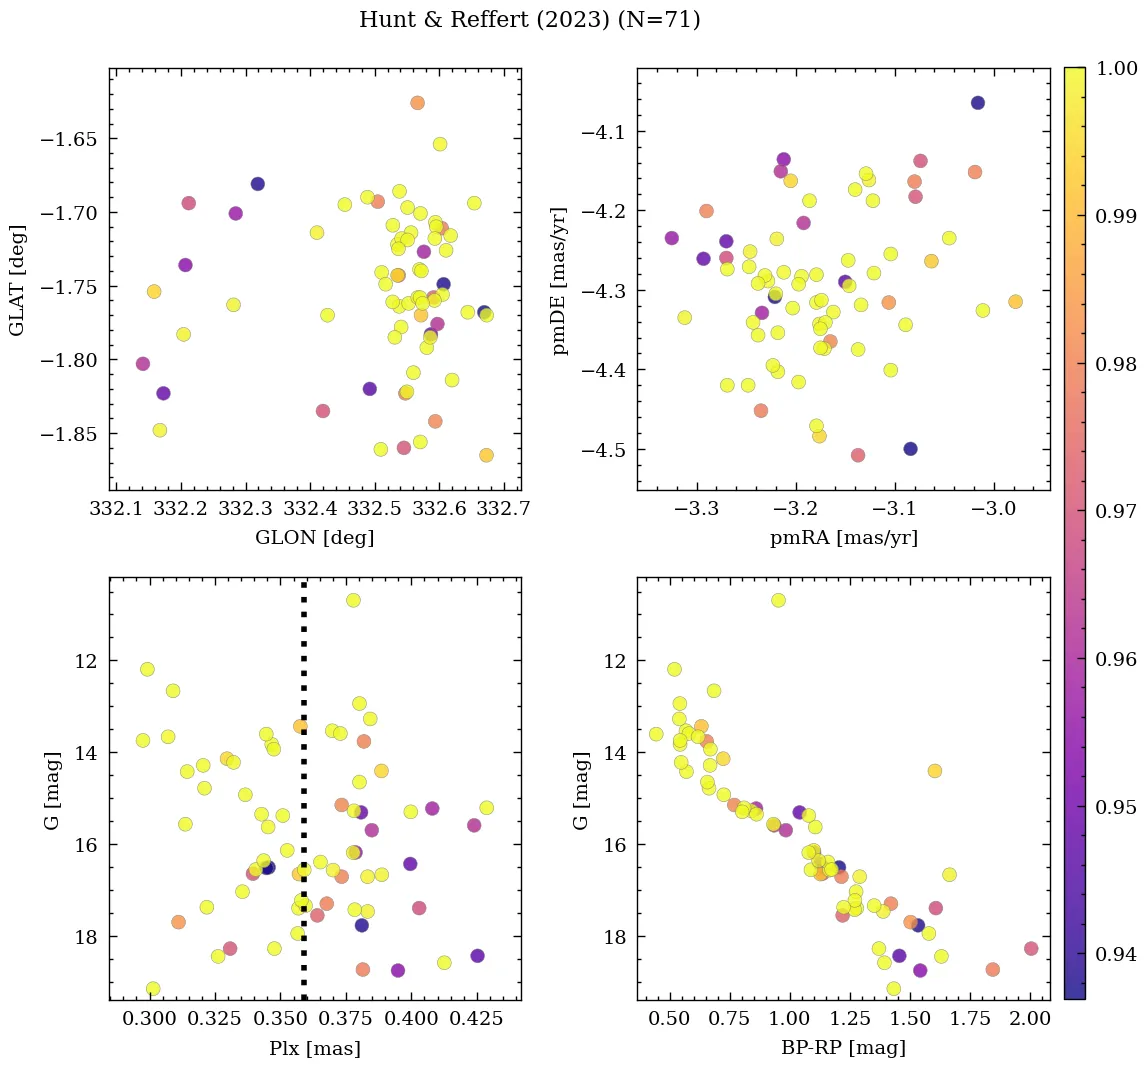 Hunt & Reffert (2023) (N=71)
−1.65
−1.70
−1.75
−1.80
−1.85
GLAT [deg]
332.1 332.2 332.3 332.4 332.5 332.6 332.7
GLON [deg]
−4.1
−4.2
−4.3
−4.4
−4.5
pmDE [mas/yr]
−3.3 −3.2 −3.1 −3.0
pmRA [mas/yr]
12
14
16
18
G [mag]
0.300 0.325 0.350 0.375 0.400 0.425
Plx [mas]
12
14
16
18
G [mag]
0.50 0.75 1.00 1.25 1.50 1.75 2.00
BP-RP [mag]
1.00
0.99
0.98
0.97
0.96
0.95
0.94